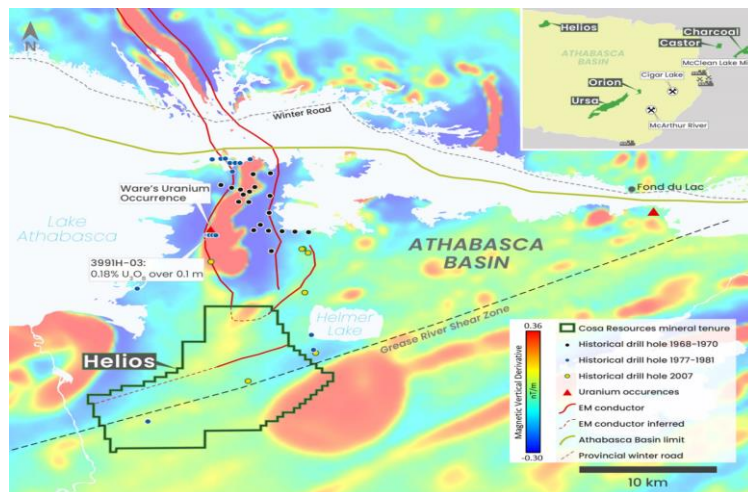 N
Helios
ATHABASCA
BASIN
Charcoal
Castor
McClean Lake Mi
Orion
Cigar Lake
Ursa
McArthur River
Winter Road
Ware's Uranium
Occurrence
Fond du Lac
Lake
Athabasca
3991H-03:
0.18% U₃O₈ over 0.1 m
ATHABASCA
BASIN
Helmer
Lake
Grease River Shear Zone
Helios
0.36
Magnetic Vertical Derivative
nT/m
-0.30
Cosa Resources mineral tenure
Historical drill hole 1968-1970
Historical drill hole 1977-1981
Historical drill hole 2007
Uranium occurences
EM conductor
EM conductor inferred
Athabasca Basin limit
Provincial winter road
10 km